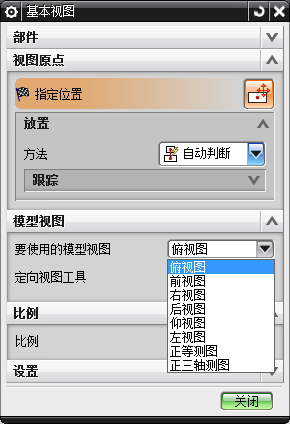 基本视图
部件
视图原点
指定位置
放置
方法
自动判断
跟踪
模型视图
要使用的模型视图
俯视图
定向视图工具
俯视图
前视图
右视图
后视图
仰视图
左视图
正等测图
正三轴测图
比例
比例
设置
关闭